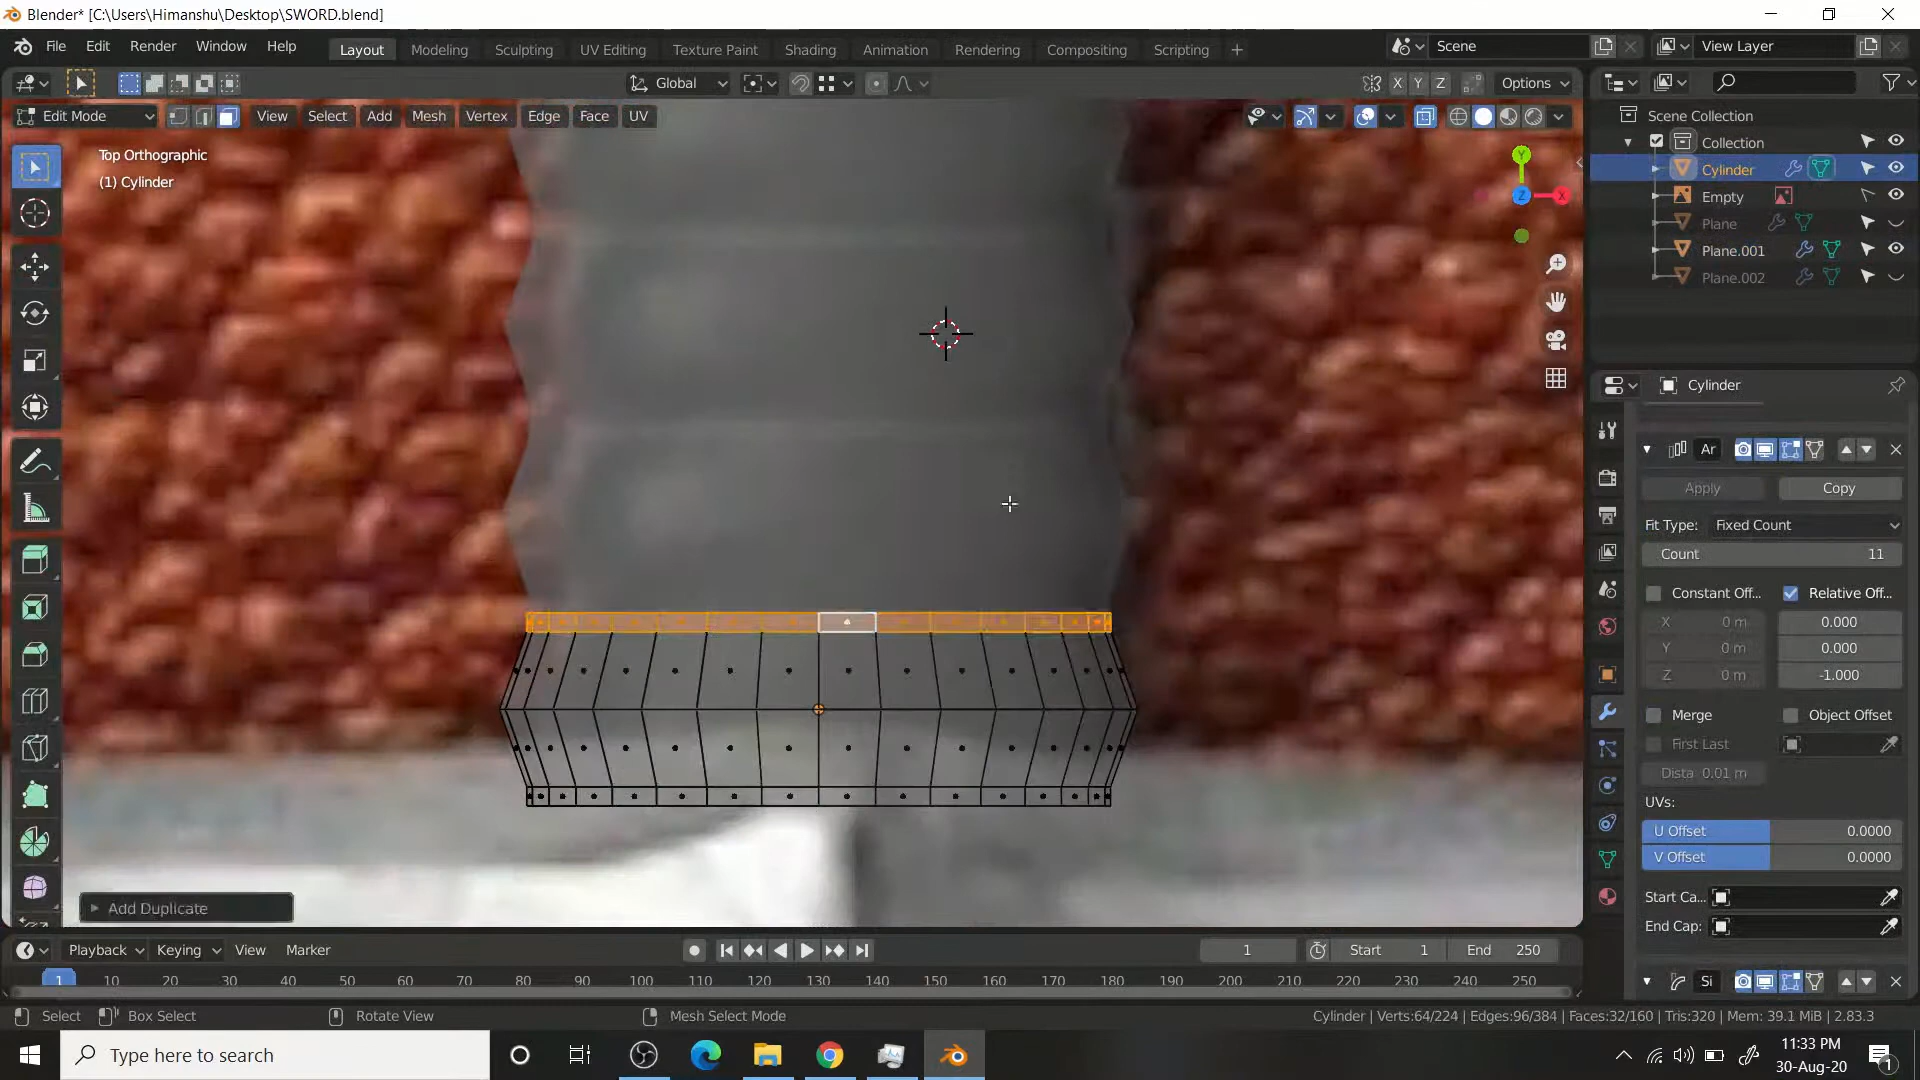 Blender* [C:\Users\Himanshu\Desktop\SWORD.blend]
File Edit Render Window Help Layout Modeling Sculpting UV Editing Texture Paint Shading Animation Rendering Compositing Scripting + Scene View Layer
Global X Y Z Options
Edit Mode View Select Add Mesh Vertex Edge Face UV
Scene Collection
Collection
Cylinder
Empty
Plane
Plane.001
Plane.002
Top Orthographic
(1) Cylinder
Y
Z X
Cylinder
Ar
Apply Copy
Fit Type: Fixed Count
Count 11
Constant Off... Relative Off...
X 0 m 0.000
Y 0 m 0.000
Z 0 m -1.000
Merge Object Offset
First Last
Dista 0.01 m
UVs:
U Offset 0.0000
V Offset 0.0000
Start Ca...
End Cap:
Si
Add Duplicate
Playback Keying View Marker 1 Start 1 End 250
1 10 20 30 40 50 60 70 80 90 100 110 120 130 140 150 160 170 180 190 200 210 220 230 240 250
Select Box Select Rotate View Mesh Select Mode Cylinder | Verts:64/224 | Edges:96/384 | Faces:32/160 | Tris:320 | Mem: 39.1 MiB | 2.83.3
Type here to search
11:33 PM
30-Aug-20
1